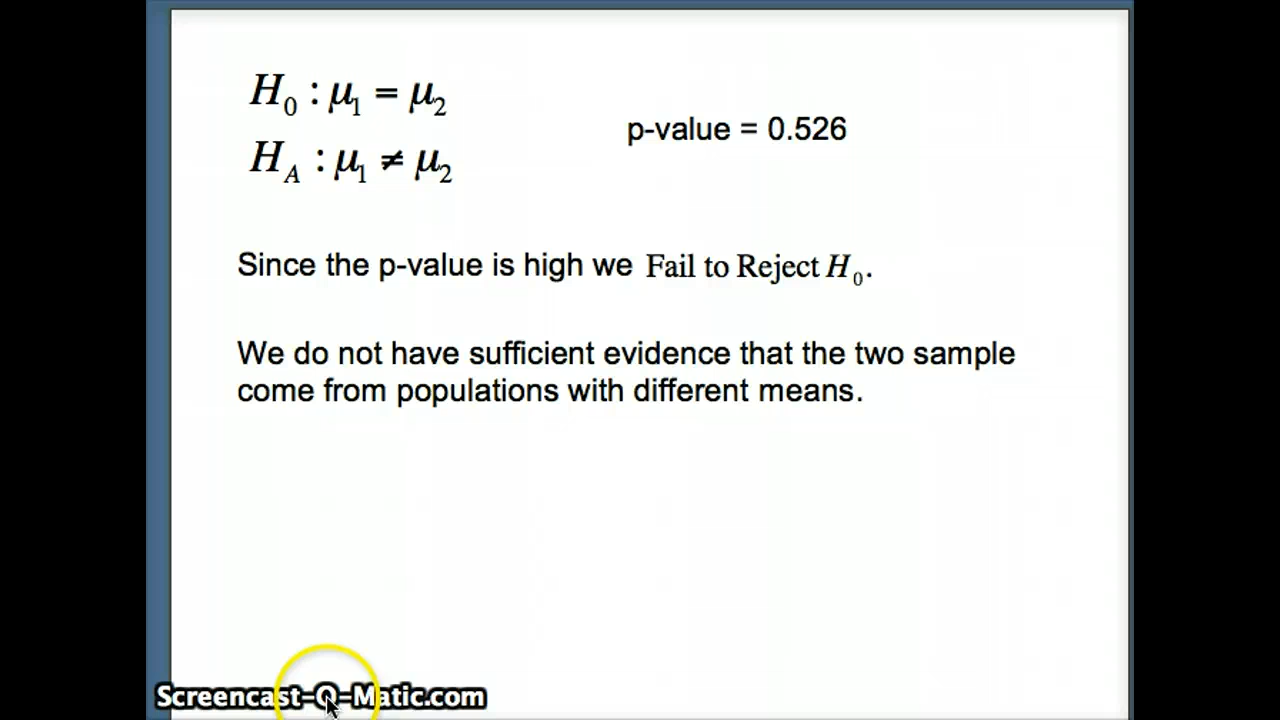 H₀ : μ₁ = μ₂
p-value = 0.526
H_A : μ₁ ≠ μ₂
Since the p-value is high we Fail to Reject H₀.
We do not have sufficient evidence that the two sample
come from populations with different means.
Screencast-O-Matic.com